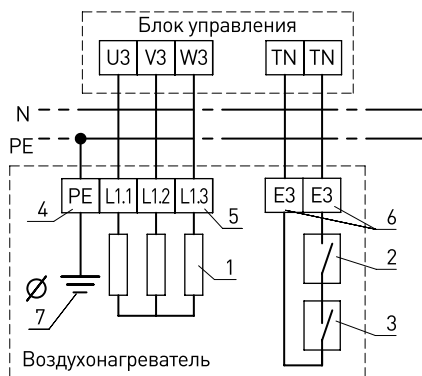 Блок управления
U3 V3 W3 TN TN
N
PE
PE L1.1 L1.2 L1.3 E3 E3
4 5 6
1 2
7 3
Воздухонагреватель